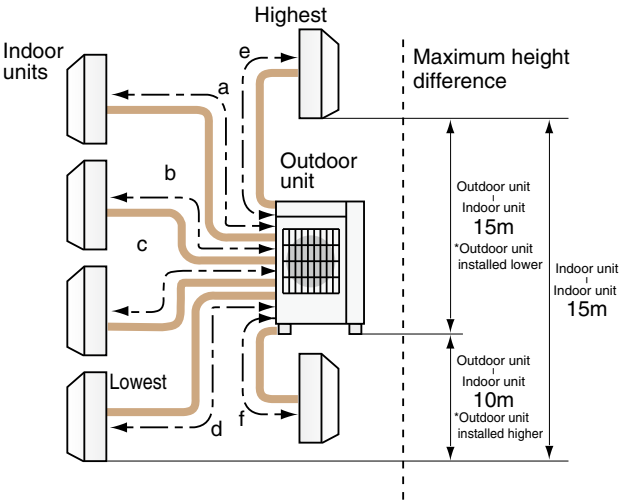 Highest
Indoor
units
e
Maximum height
difference
a
Outdoor
unit
b
c
Outdoor unit
Indoor unit
15m
*Outdoor unit
installed lower
Indoor unit
Indoor unit
15m
Lowest
Outdoor unit
Indoor unit
10m
*Outdoor unit
installed higher
d
f